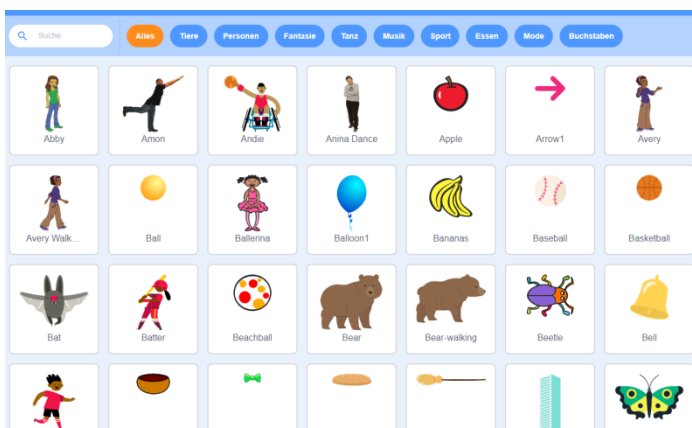 Suche Alles Tiere Personen Fantasie Tanz Musik Sport Essen Mode Buchstaben
Abby Amon Andie Anina Dance Apple Arrow1 Avery
Avery Walk... Ball Ballerina Balloon1 Bananas Baseball Basketball
Bat Batter Beachball Bear Bear-walking Beetle Bell